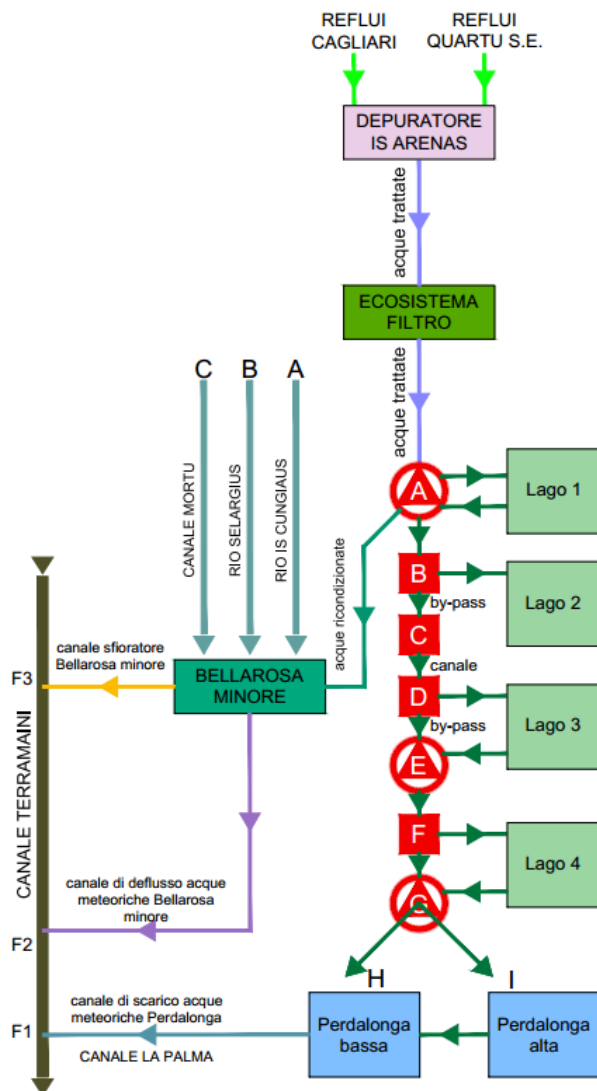 REFLUI
CAGLIARI
REFLUI
QUARTU S.E.
DEPURATORE
IS ARENAS
acque trattate
ECOSISTEMA
FILTRO
acque trattate
C
B
A
CANALE MORTU
RIO SELARGIUS
RIO IS CUNGIAUS
acque ricondizionate
A
Lago 1
B
by-pass
Lago 2
C
canale
D
by-pass
Lago 3
E
F
Lago 4
G
canale sfioratore
Bellarosa minore
BELLAROSA
MINORE
F3
CANALE TERRAMAINI
canale di deflusso acque
meteoriche Bellarosa
minore
F2
H
I
F1
canale di scarico acque
meteoriche Perdalonga
CANALE LA PALMA
Perdalonga
bassa
Perdalonga
alta